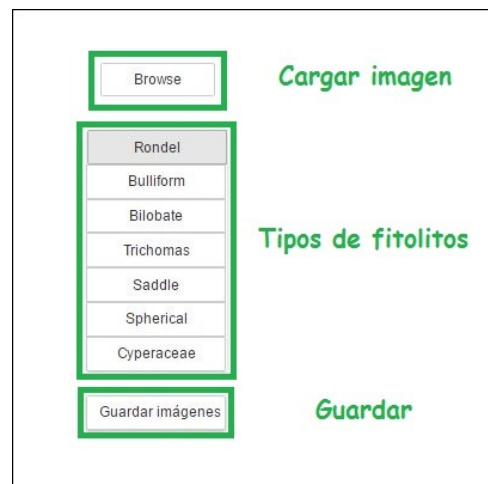 Browse
Cargar imagen
Rondel
Bulliform
Bilobate
Trichomas
Saddle
Spherical
Cyperaceae
Tipos de fitolitos
Guardar imágenes
Guardar